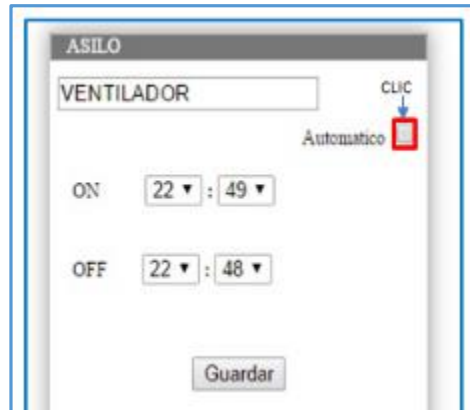 ASILO
VENTILADOR
CLIC
Automatico
ON 22 : 49
OFF 22 : 48
Guardar